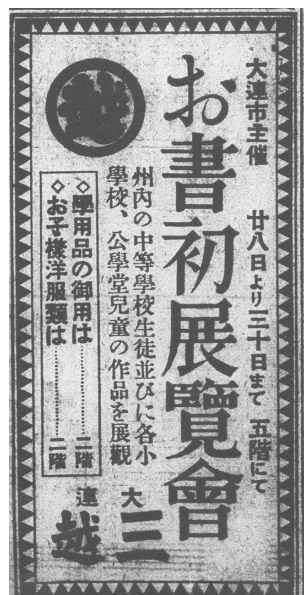 大連市主催 廿八日より三十日まで 五階にて
お書初展覽會
州內の中等學校生徒並びに各小
學校、公學堂兒童の作品を展觀
越
◇學用品の御用は…………二階
◇お子樣洋服類は…………二階
大連
三越